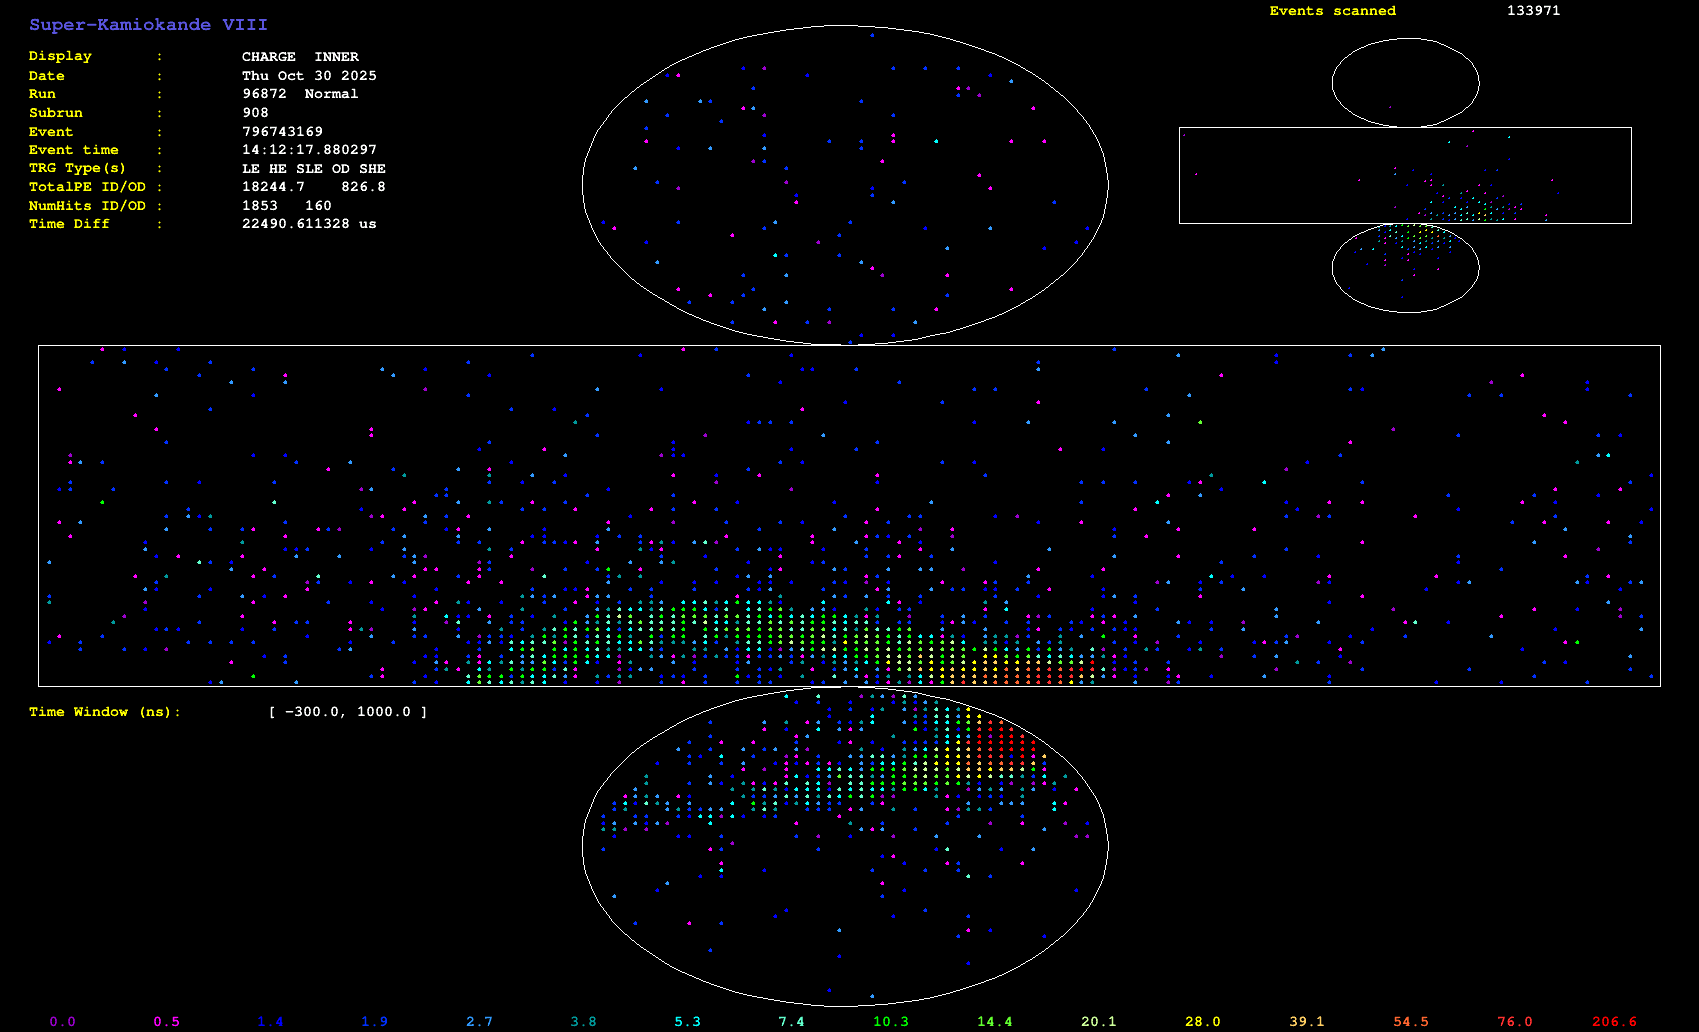 Super-Kamiokande VIII
Events scanned 133971
Display : CHARGE INNER
Date : Thu Oct 30 2025
Run : 96872 Normal
Subrun : 908
Event : 796743169
Event time : 14:12:17.880297
TRG Type(s) : LE HE SLE OD SHE
TotalPE ID/OD : 18244.7 826.8
NumHits ID/OD : 1853 160
Time Diff : 22490.611328 us
Time Window (ns): [ -300.0, 1000.0 ]
0.0 0.5 1.4 1.9 2.7 3.8 5.3 7.4 10.3 14.4 20.1 28.0 39.1 54.5 76.0 206.6